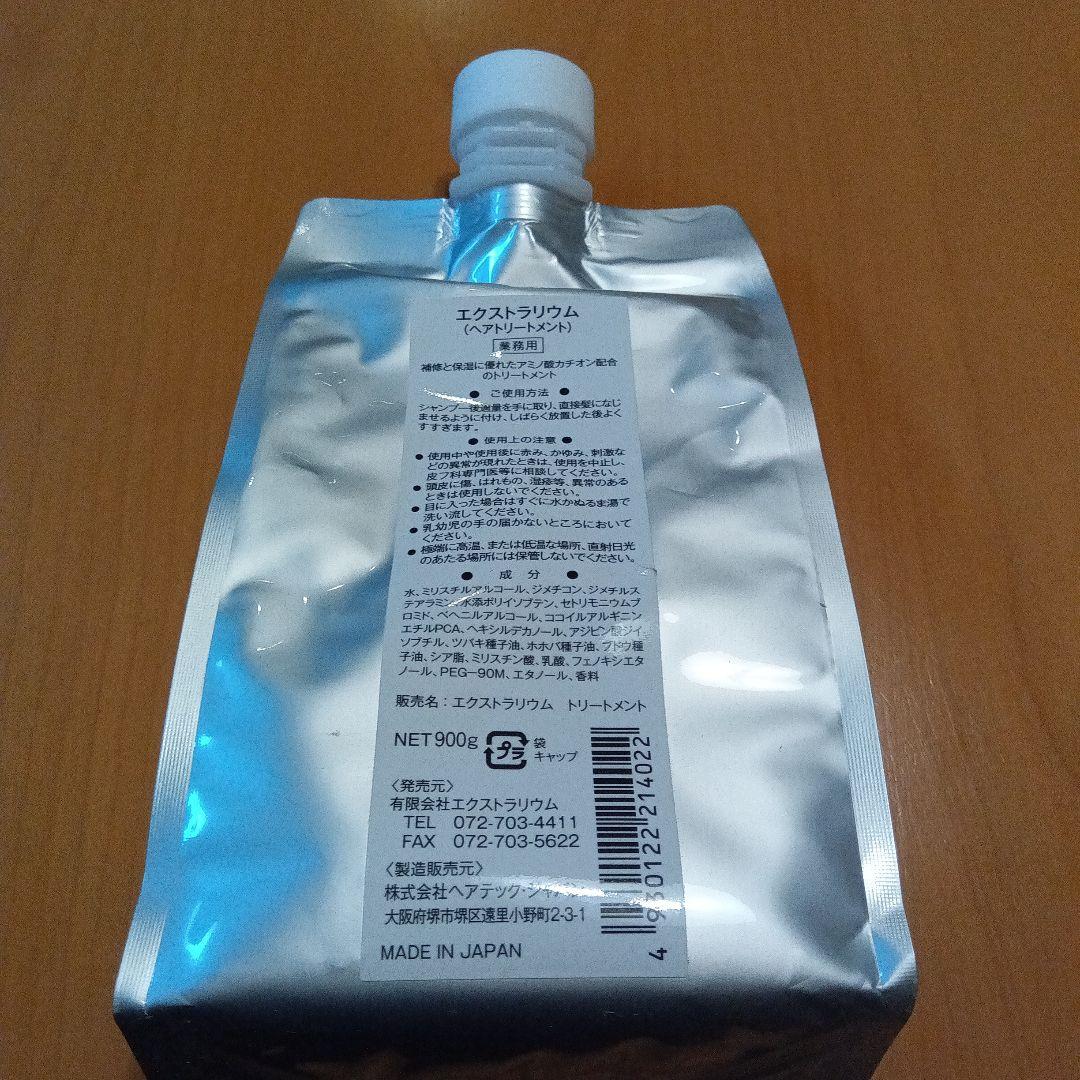 エクストラリウム
(ヘアトリートメント)
業務用
補修と保湿に優れたアミノ酸カチオン配合
のトリートメント
● ご使用方法 ●
シャンプー後適量を手に取り、直接髪になじ
ませるように付け、しばらく放置した後よく
すすぎます。
● 使用上の注意 ●
● 使用中や使用後に赤み、かゆみ、刺激な
どの異常が現れたときは、使用を中止し、
皮フ科専門医等に相談してください。
● 頭皮に傷、はれもの、湿疹等、異常のある
ときは使用しないでください。
● 目に入った場合はすぐに水かぬるま湯で
洗い流してください。
● 乳幼児の手の届かないところにおいて
ください。
● 極端に高温、または低温な場所、直射日光
のあたる場所には保管しないでください。
● 成分 ●
水、ミリスチルアルコール、ジメチコン、ジメチルス
テアラミン、水添ポリイソブテン、セトリモニウムブ
ロミド、ベヘニルアルコール、ココイルアルギニン
エチルPCA、ヘキシルデカノール、アジピン酸ジイ
ソブチル、ツバキ種子油、ホホバ種子油、ブドウ種
子油、シア脂、ミリスチン酸、乳酸、フェノキシエタ
ノール、PEG-90M、エタノール、香料
販売名：エクストラリウム トリートメント
NET 900g プラ 袋
キャップ
〈発売元〉
有限会社エクストラリウム
TEL 072-703-4411
FAX 072-703-5622
〈製造販売元〉
株式会社ヘアテック・ジャパン
大阪府堺市堺区遠里小野町2-3-1
MADE IN JAPAN
4 930122 214022